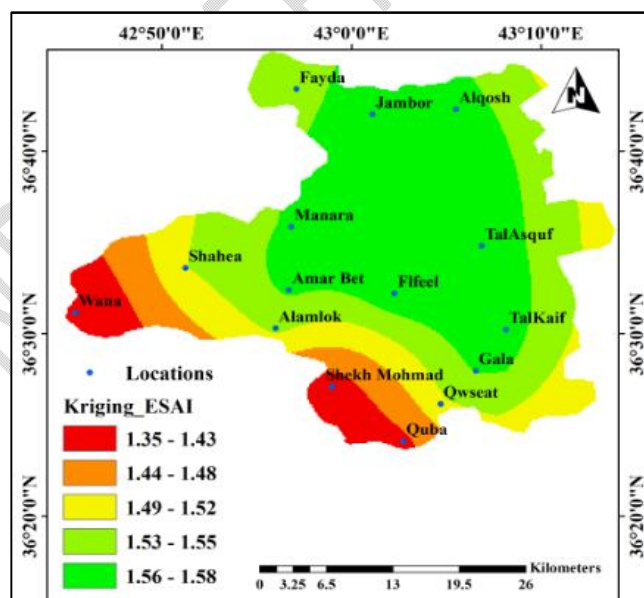 42°50'0"E 43°0'0"E 43°10'0"E
36°40'0"N 36°30'0"N 36°20'0"N
36°40'0"N 36°30'0"N 36°20'0"N
N
Fayda
Jambor
Alqosh
Manara
TalAsquf
Shahea
Amar Bet
Flfeel
Wana
Alamlok
TalKaif
Gala
Shekh Mohmad
Qwseat
Quba
Locations
Kriging_ESAI
1.35 - 1.43
1.44 - 1.48
1.49 - 1.52
1.53 - 1.55
1.56 - 1.58
Kilometers
0 3.25 6.5 13 19.5 26